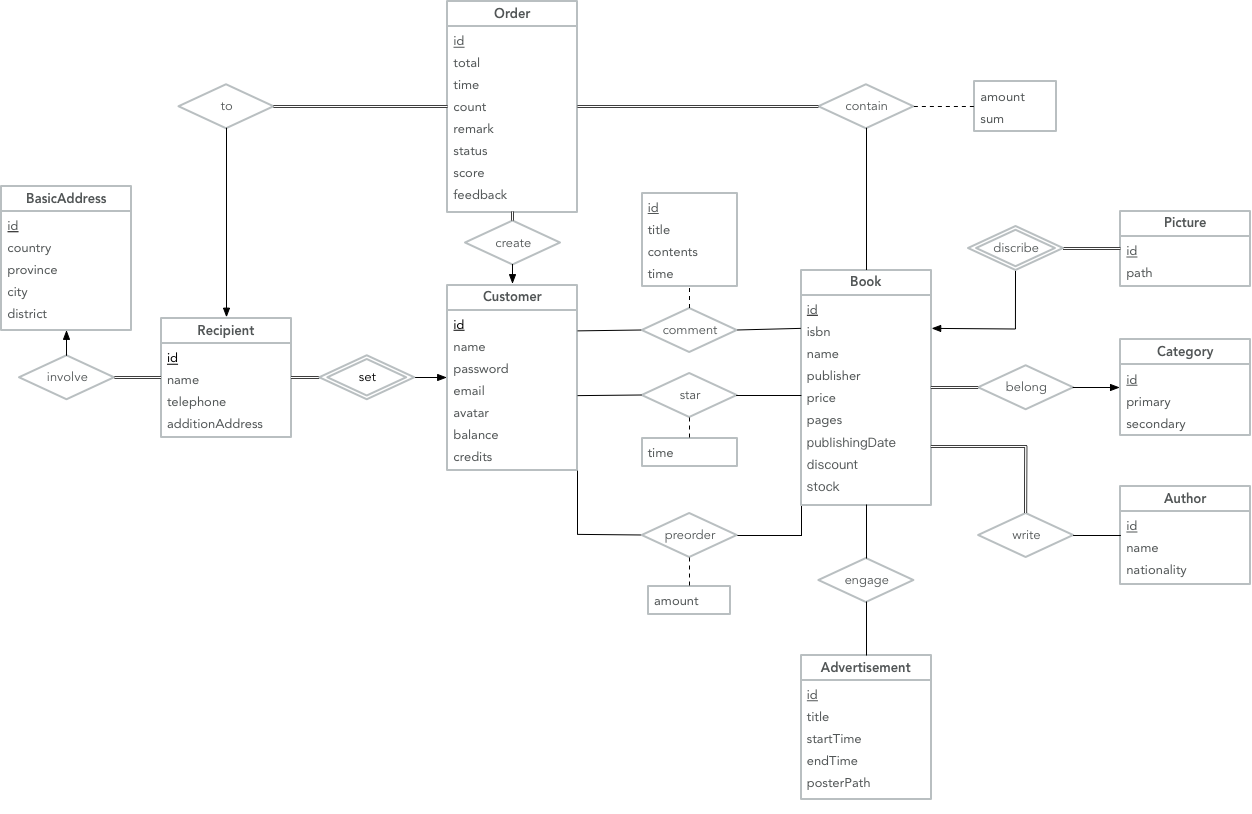 Order
id
total
time
count
remark
status
score
feedback
to
contain
amount
sum
BasicAddress
id
country
province
city
district
create
id
title
contents
time
discribe
Picture
id
path
Recipient
id
name
telephone
additionAddress
involve
set
Customer
id
name
password
email
avatar
balance
credits
comment
star
time
preorder
amount
Book
id
isbn
name
publisher
price
pages
publishingDate
discount
stock
belong
Category
id
primary
secondary
write
Author
id
name
nationality
engage
Advertisement
id
title
startTime
endTime
posterPath